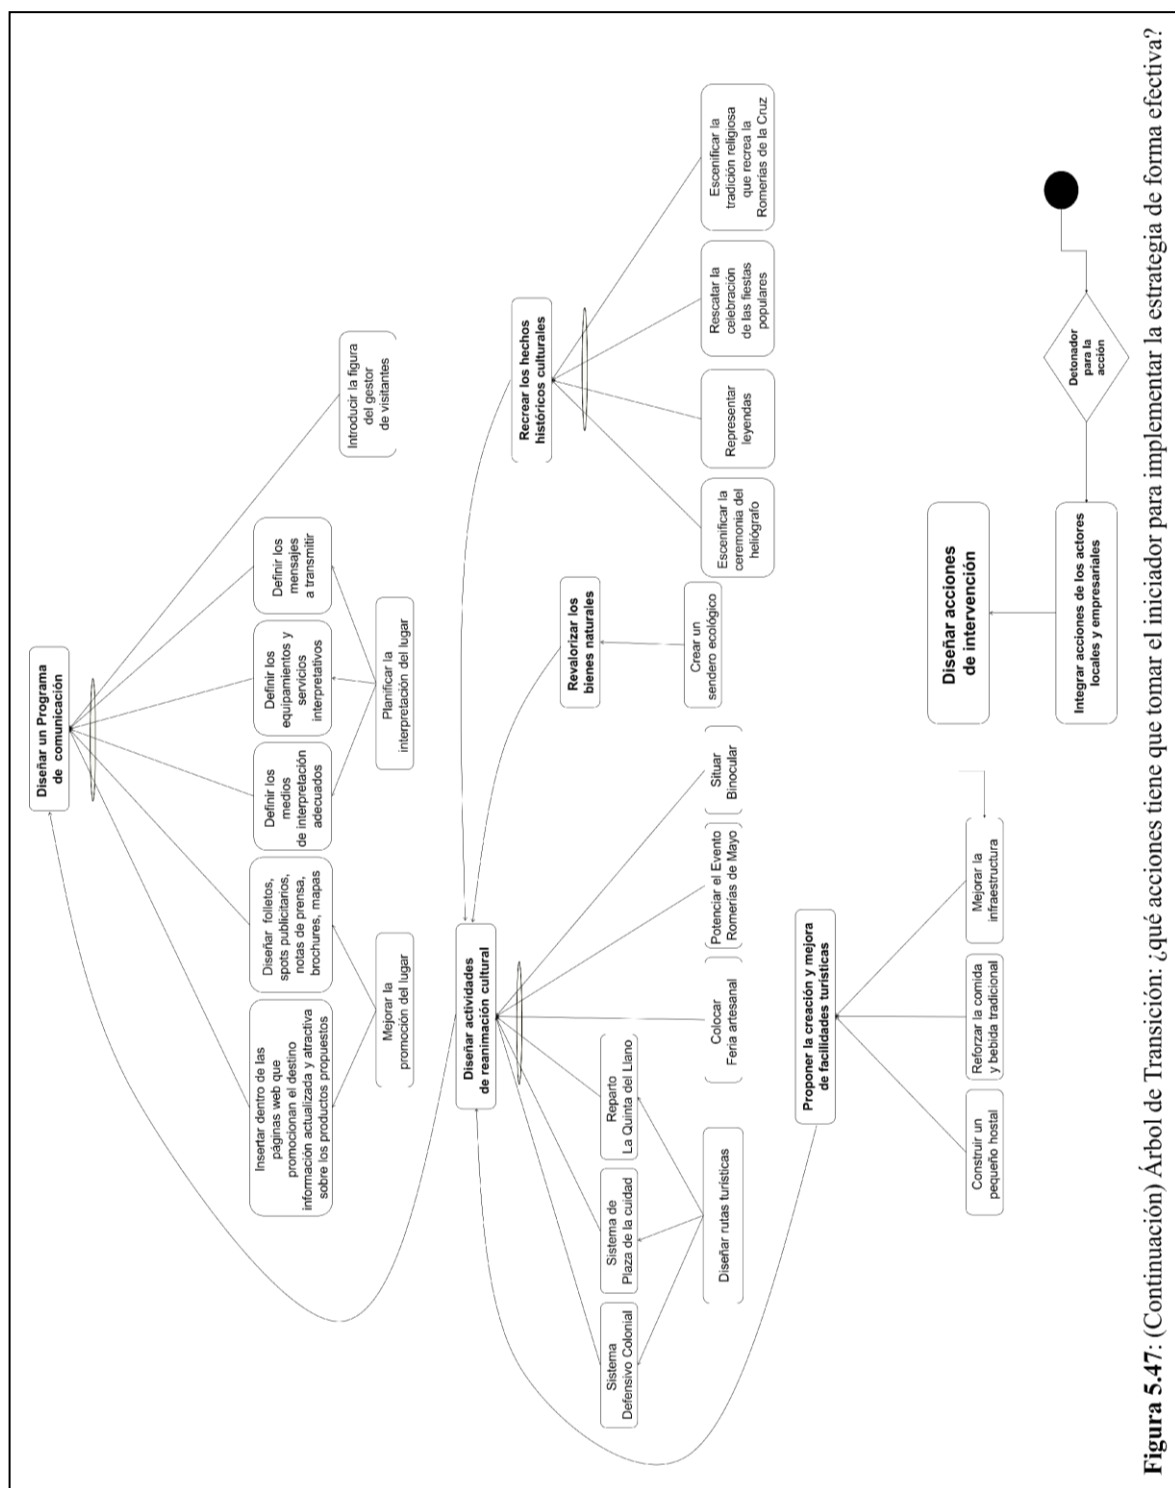 Diseñar un Programa
de comunicación
Insertar dentro de las
páginas web que
promocionan el destino
información actualizada y atractiva
sobre los productos propuestos
Diseñar folletos,
spots publicitarios,
notas de prensa,
brochures, mapas
Definir los
medios
de interpretación
adecuados
Definir los
equipamientos y
servicios
interpretativos
Definir los
mensajes
a transmitir
Introducir la figura
del gestor
de visitantes
Mejorar la
promoción del lugar
Planificar la
interpretación del lugar
Diseñar actividades
de reanimación cultural
Revalorizar los
bienes naturales
Recrear los hechos
históricos culturales
Sistema
Defensivo Colonial
Sistema de
Plaza de la cuidad
Reparto
La Quinta del Llano
Colocar
Feria artesanal
Potenciar el Evento
Romerías de Mayo
Situar
Binocular
Crear un
sendero ecológico
Escenificar la
ceremonia del
heliógrafo
Representar
leyendas
Rescatar la
celebración
de las fiestas
populares
Escenificar la
tradición religiosa
que recrea la
Romerías de la Cruz
Diseñar rutas turísticas
Proponer la creación y mejora
de facilidades turísticas
Construir un
pequeño hostal
Reforzar la comida
y bebida tradicional
Mejorar la
infraestructura
Diseñar acciones
de intervención
Integrar acciones de los actores
locales y empresariales
Detonador
para la
acción
Figura 5.47: (Continuación) Árbol de Transición: ¿qué acciones tiene que tomar el iniciador para implementar la estrategia de forma efectiva?